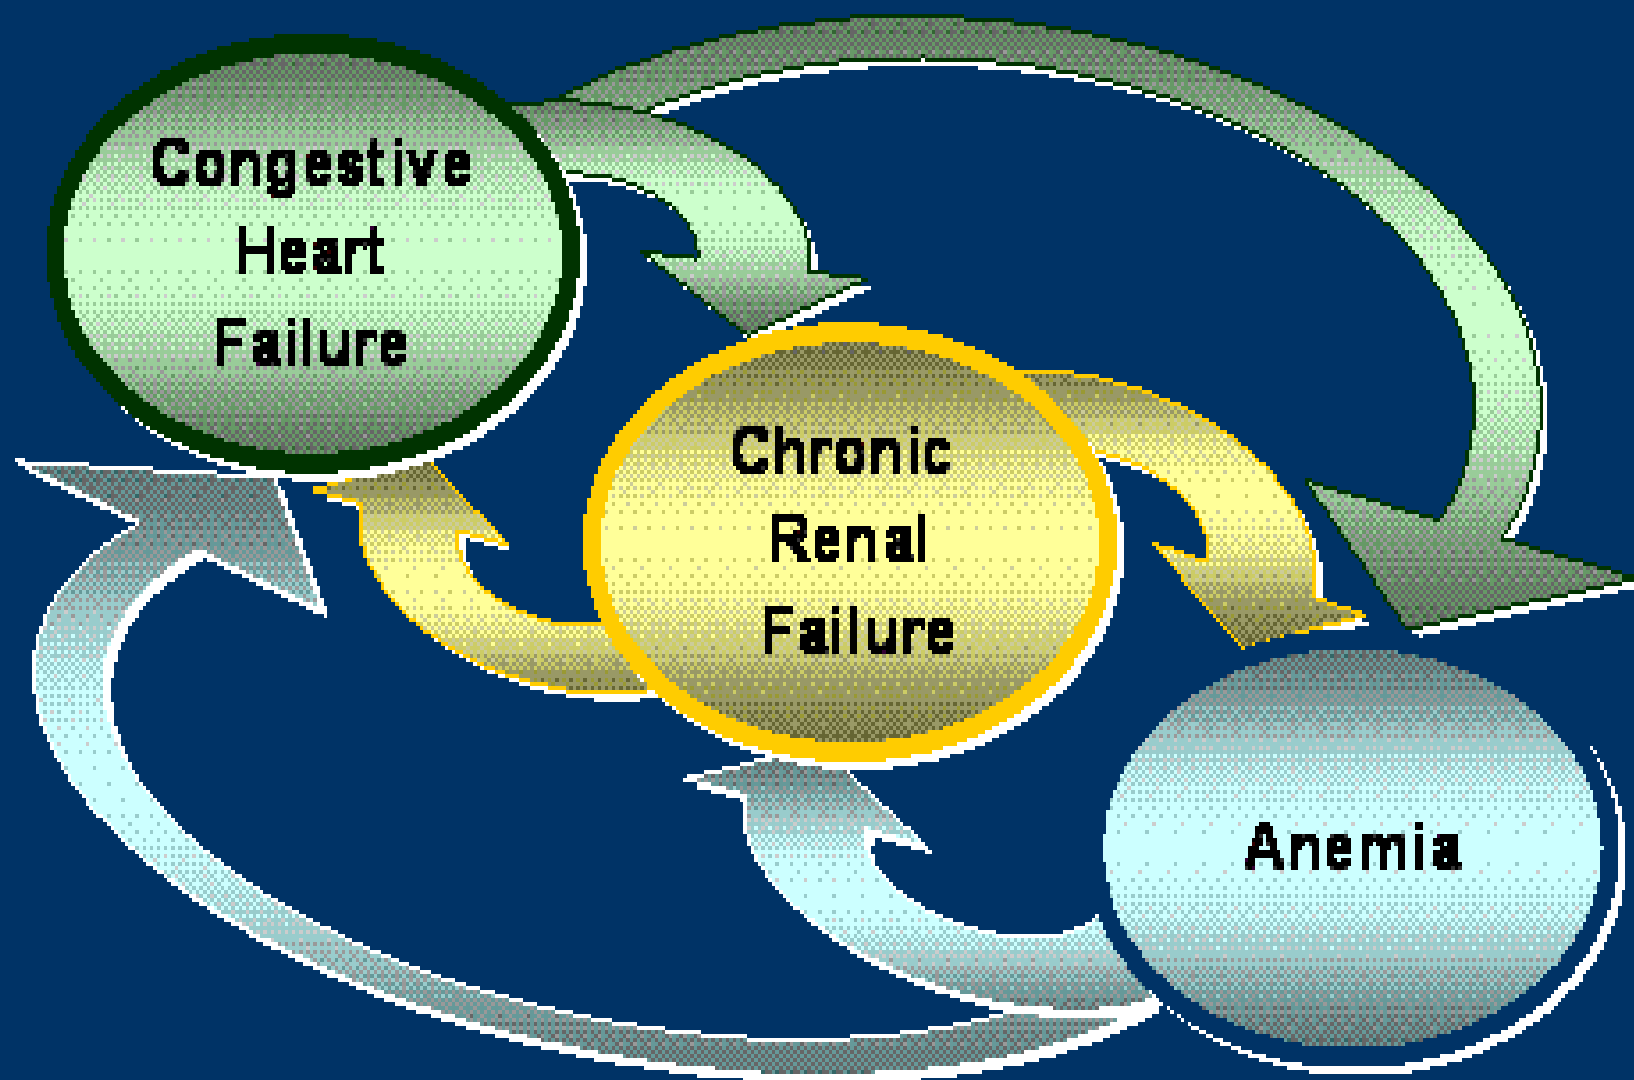 Congestive
Heart
Failure
Chronic
Renal
Failure
Anemia